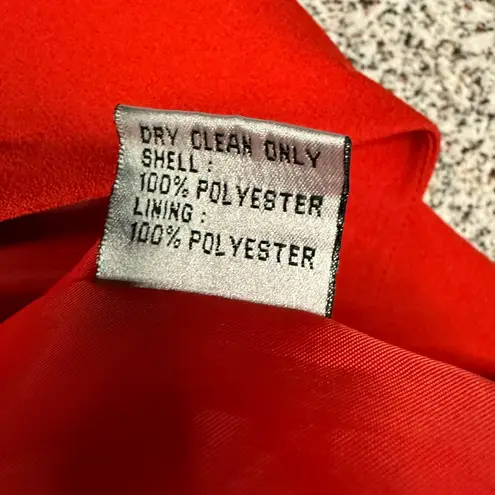 DRY CLEAN ONLY
SHELL :
100% POLYESTER
LINING :
100% POLYESTER